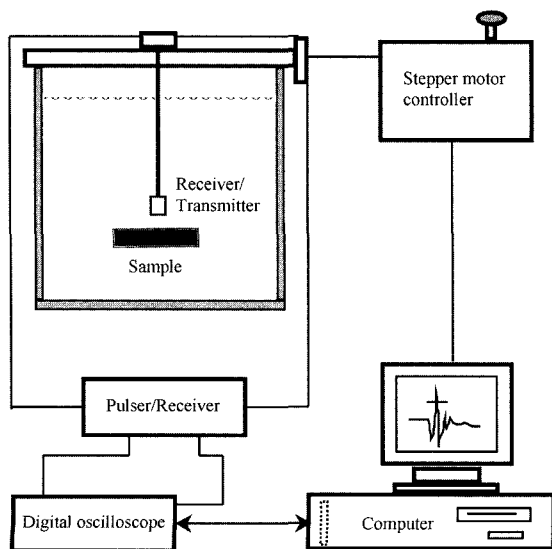 Stepper motor
controller
Receiver/
Transmitter
Sample
Pulser/Receiver
Digital oscilloscope
Computer